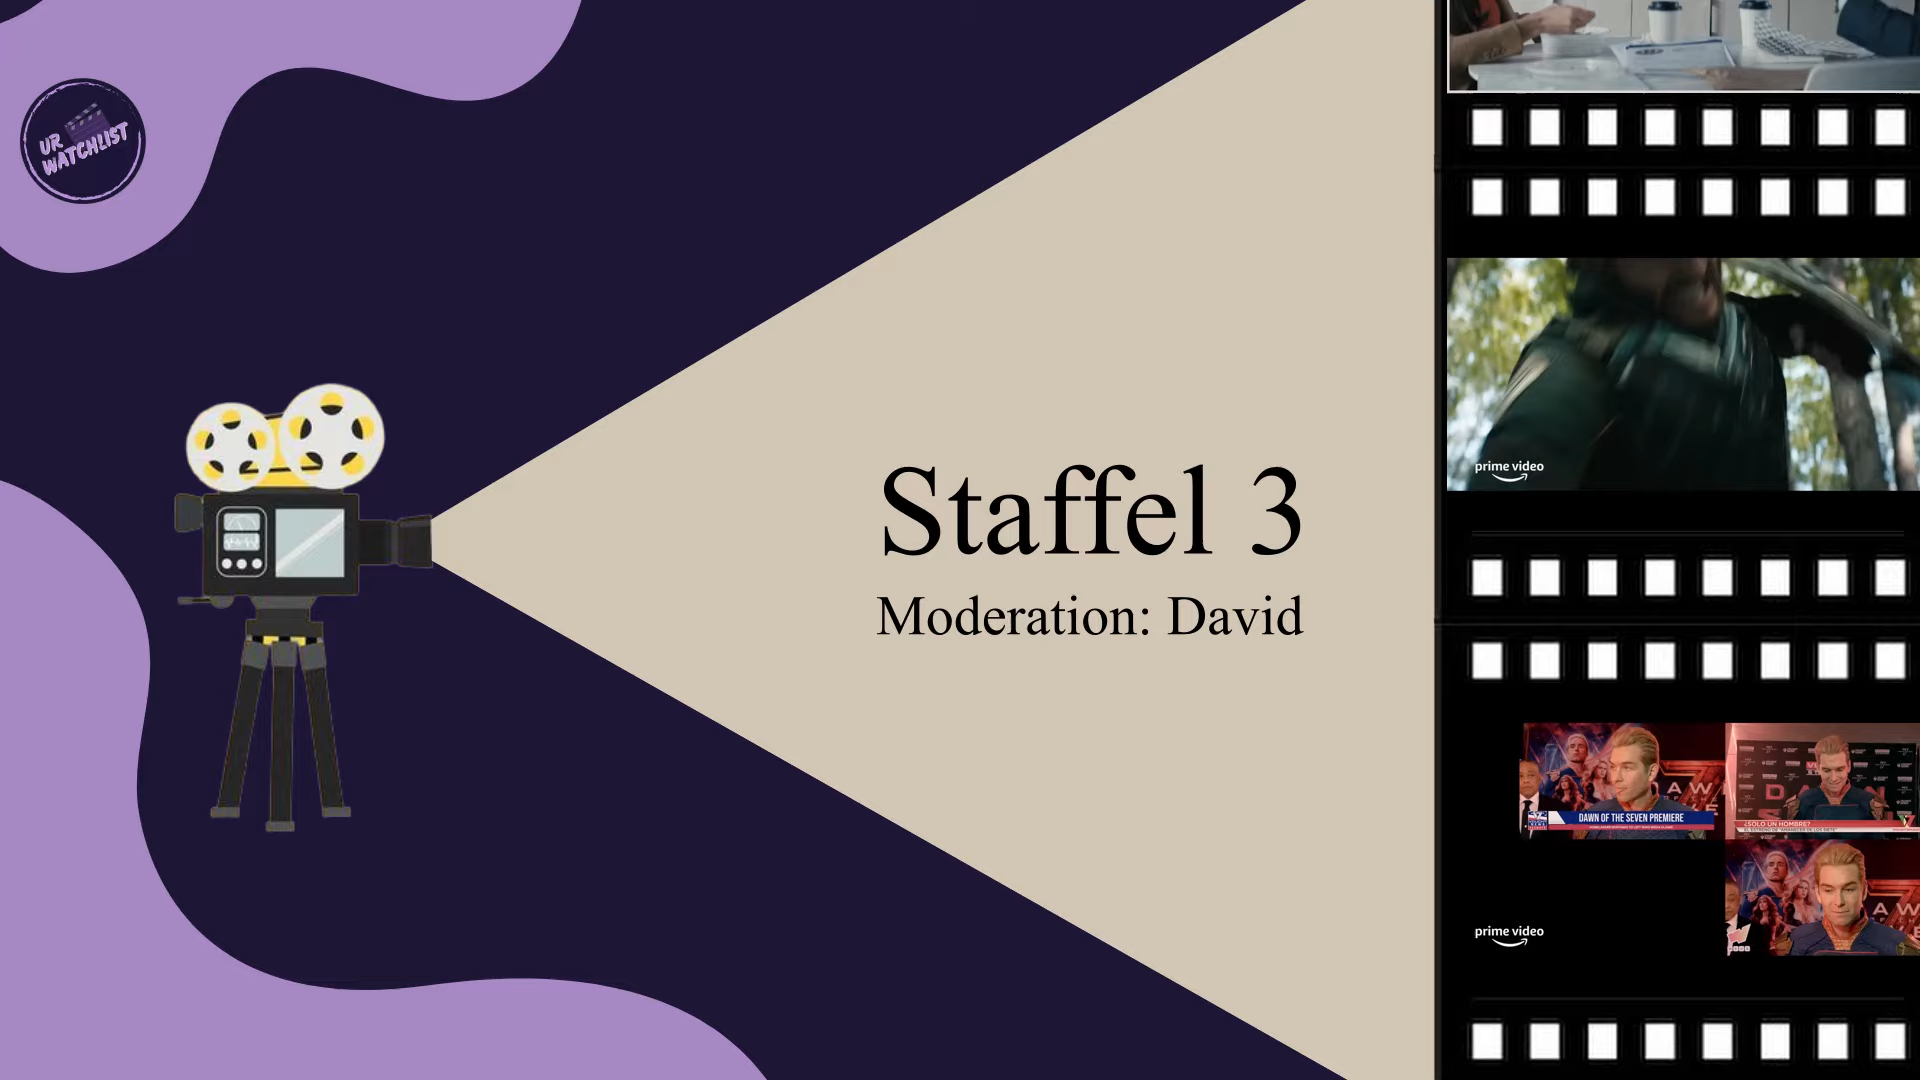 UR
WATCHLIST
Staffel 3
Moderation: David
prime video
DAWN OF THE SEVEN PREMIERE
¿SOLO UN HOMBRE?
prime video